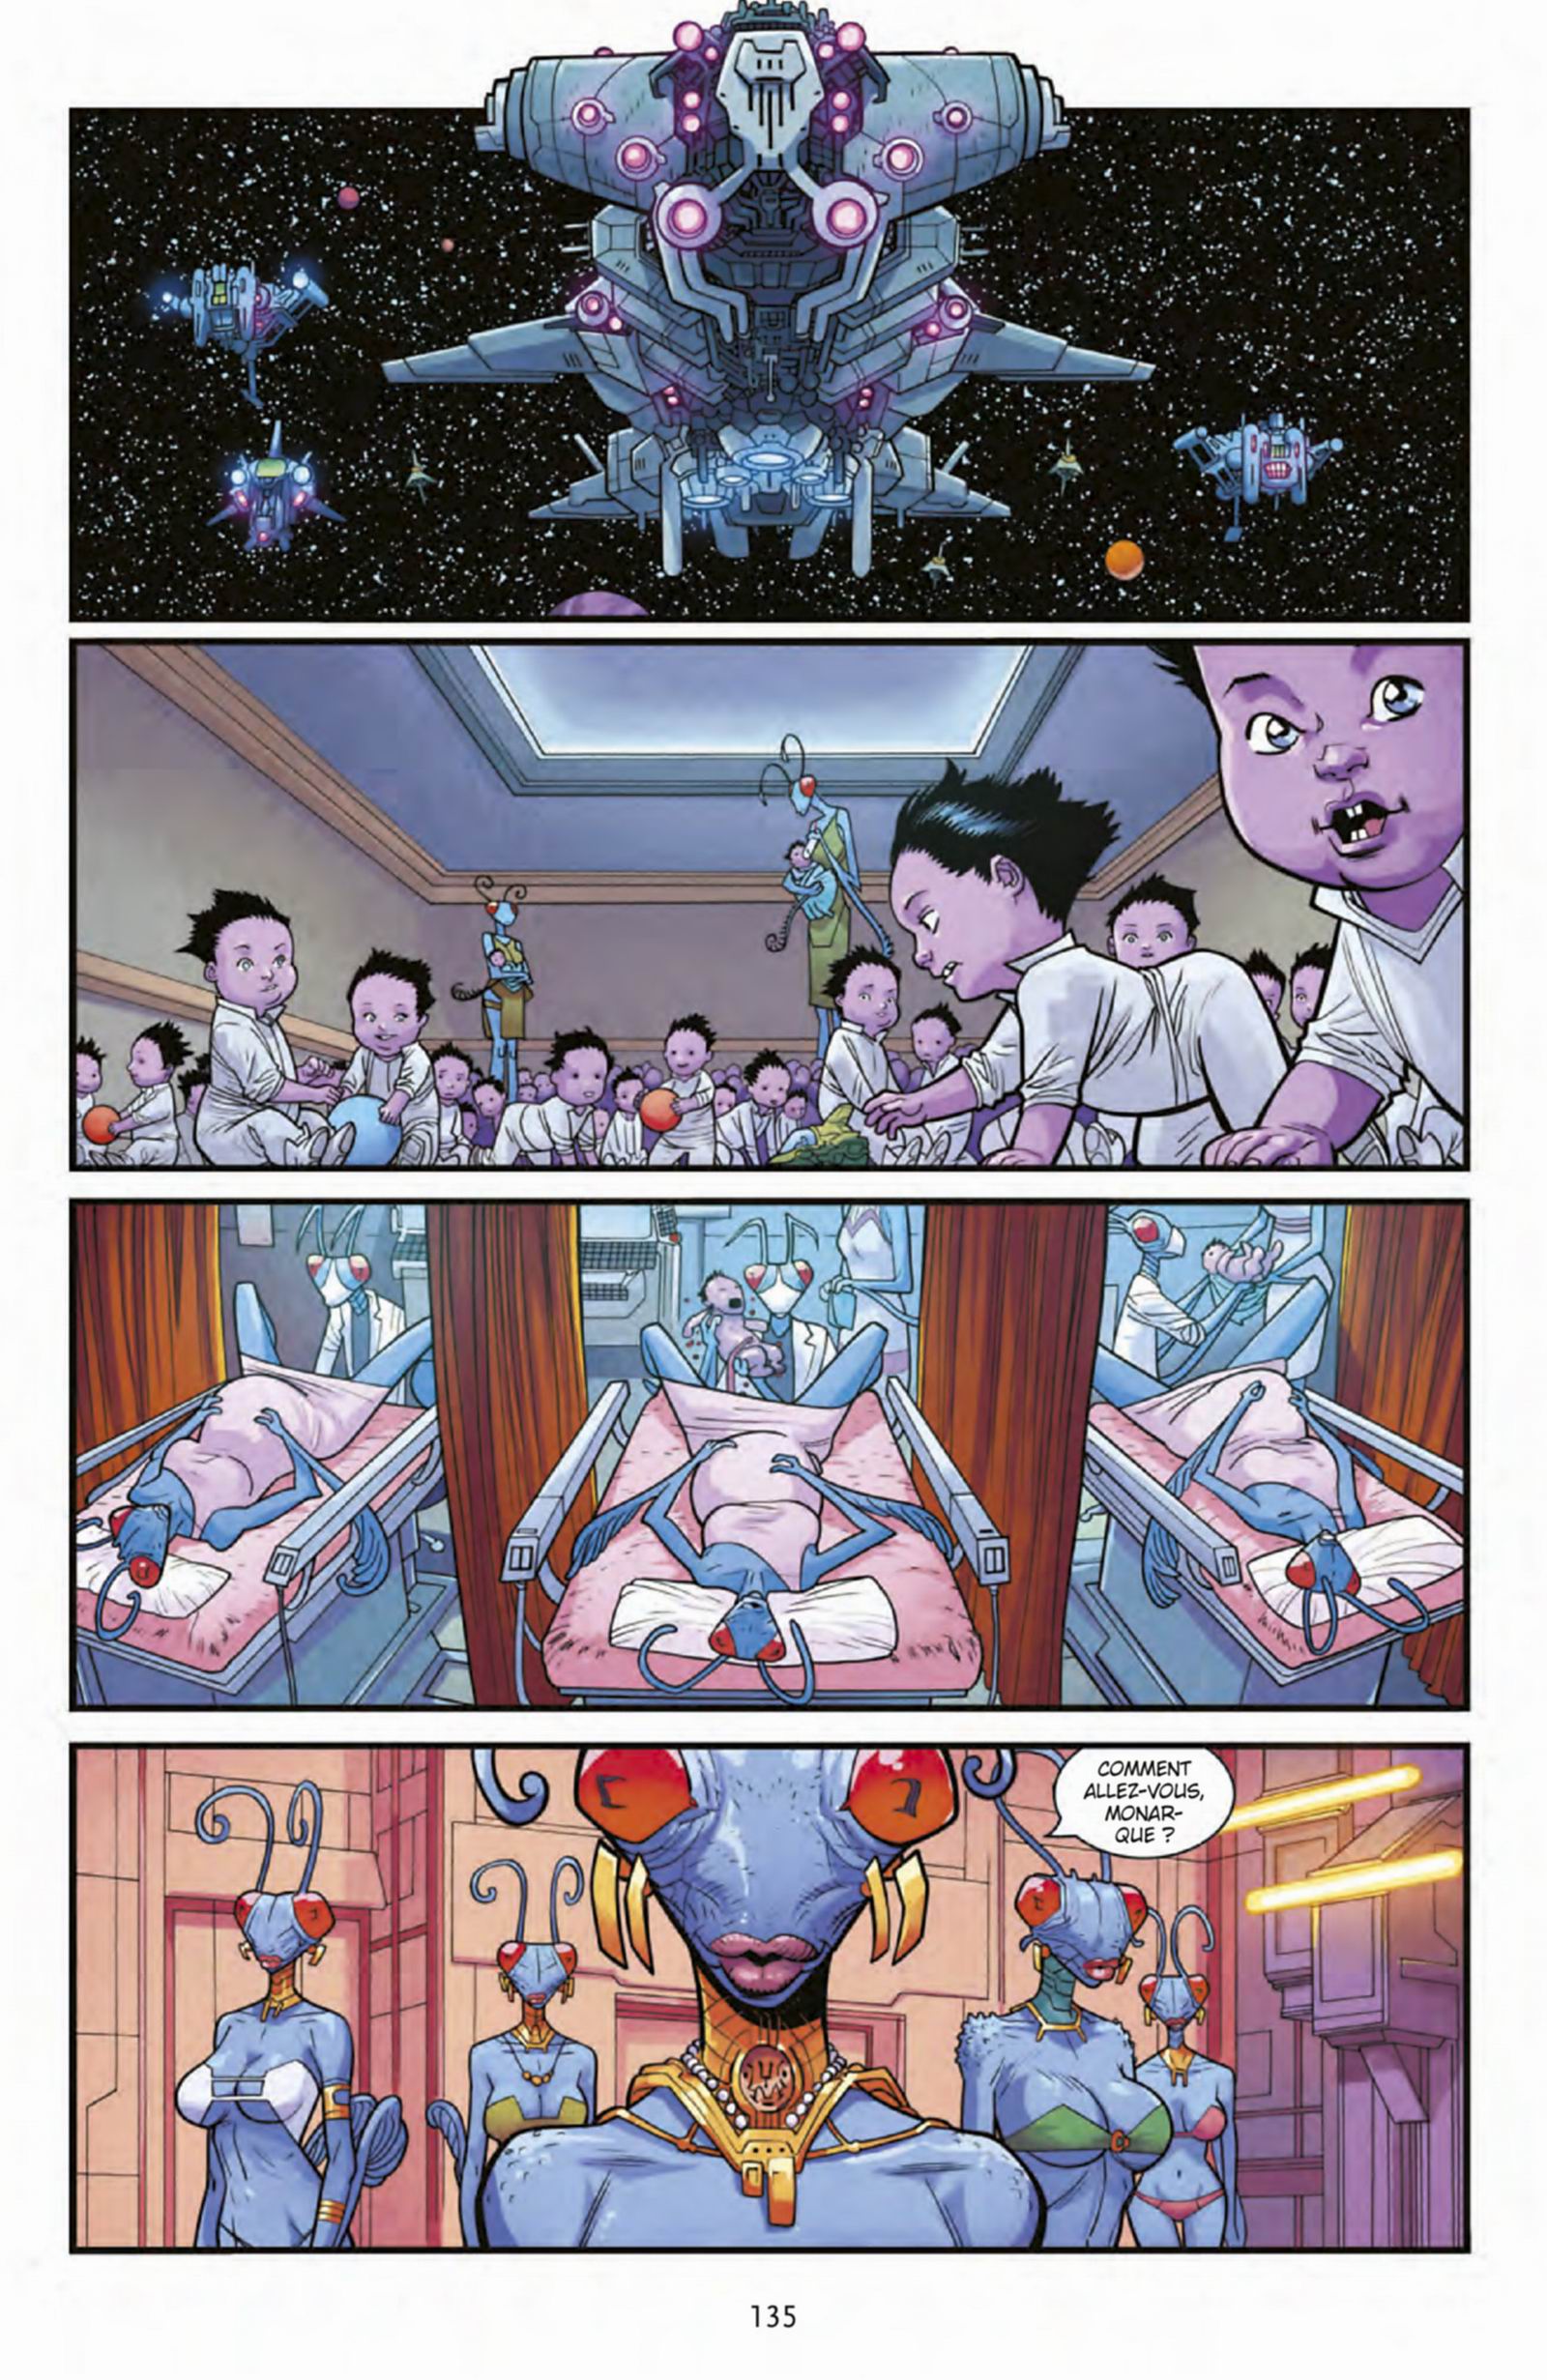 COMMENT
ALLEZ-VOUS,
MONAR-
QUE ?
135